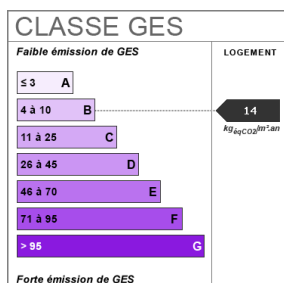 CLASSE GES
Faible émission de GES
LOGEMENT
≤ 3 A
4 à 10 B
14
kgéqCO2/m².an
11 à 25 C
26 à 45 D
46 à 70 E
71 à 95 F
> 95 G
Forte émission de GES